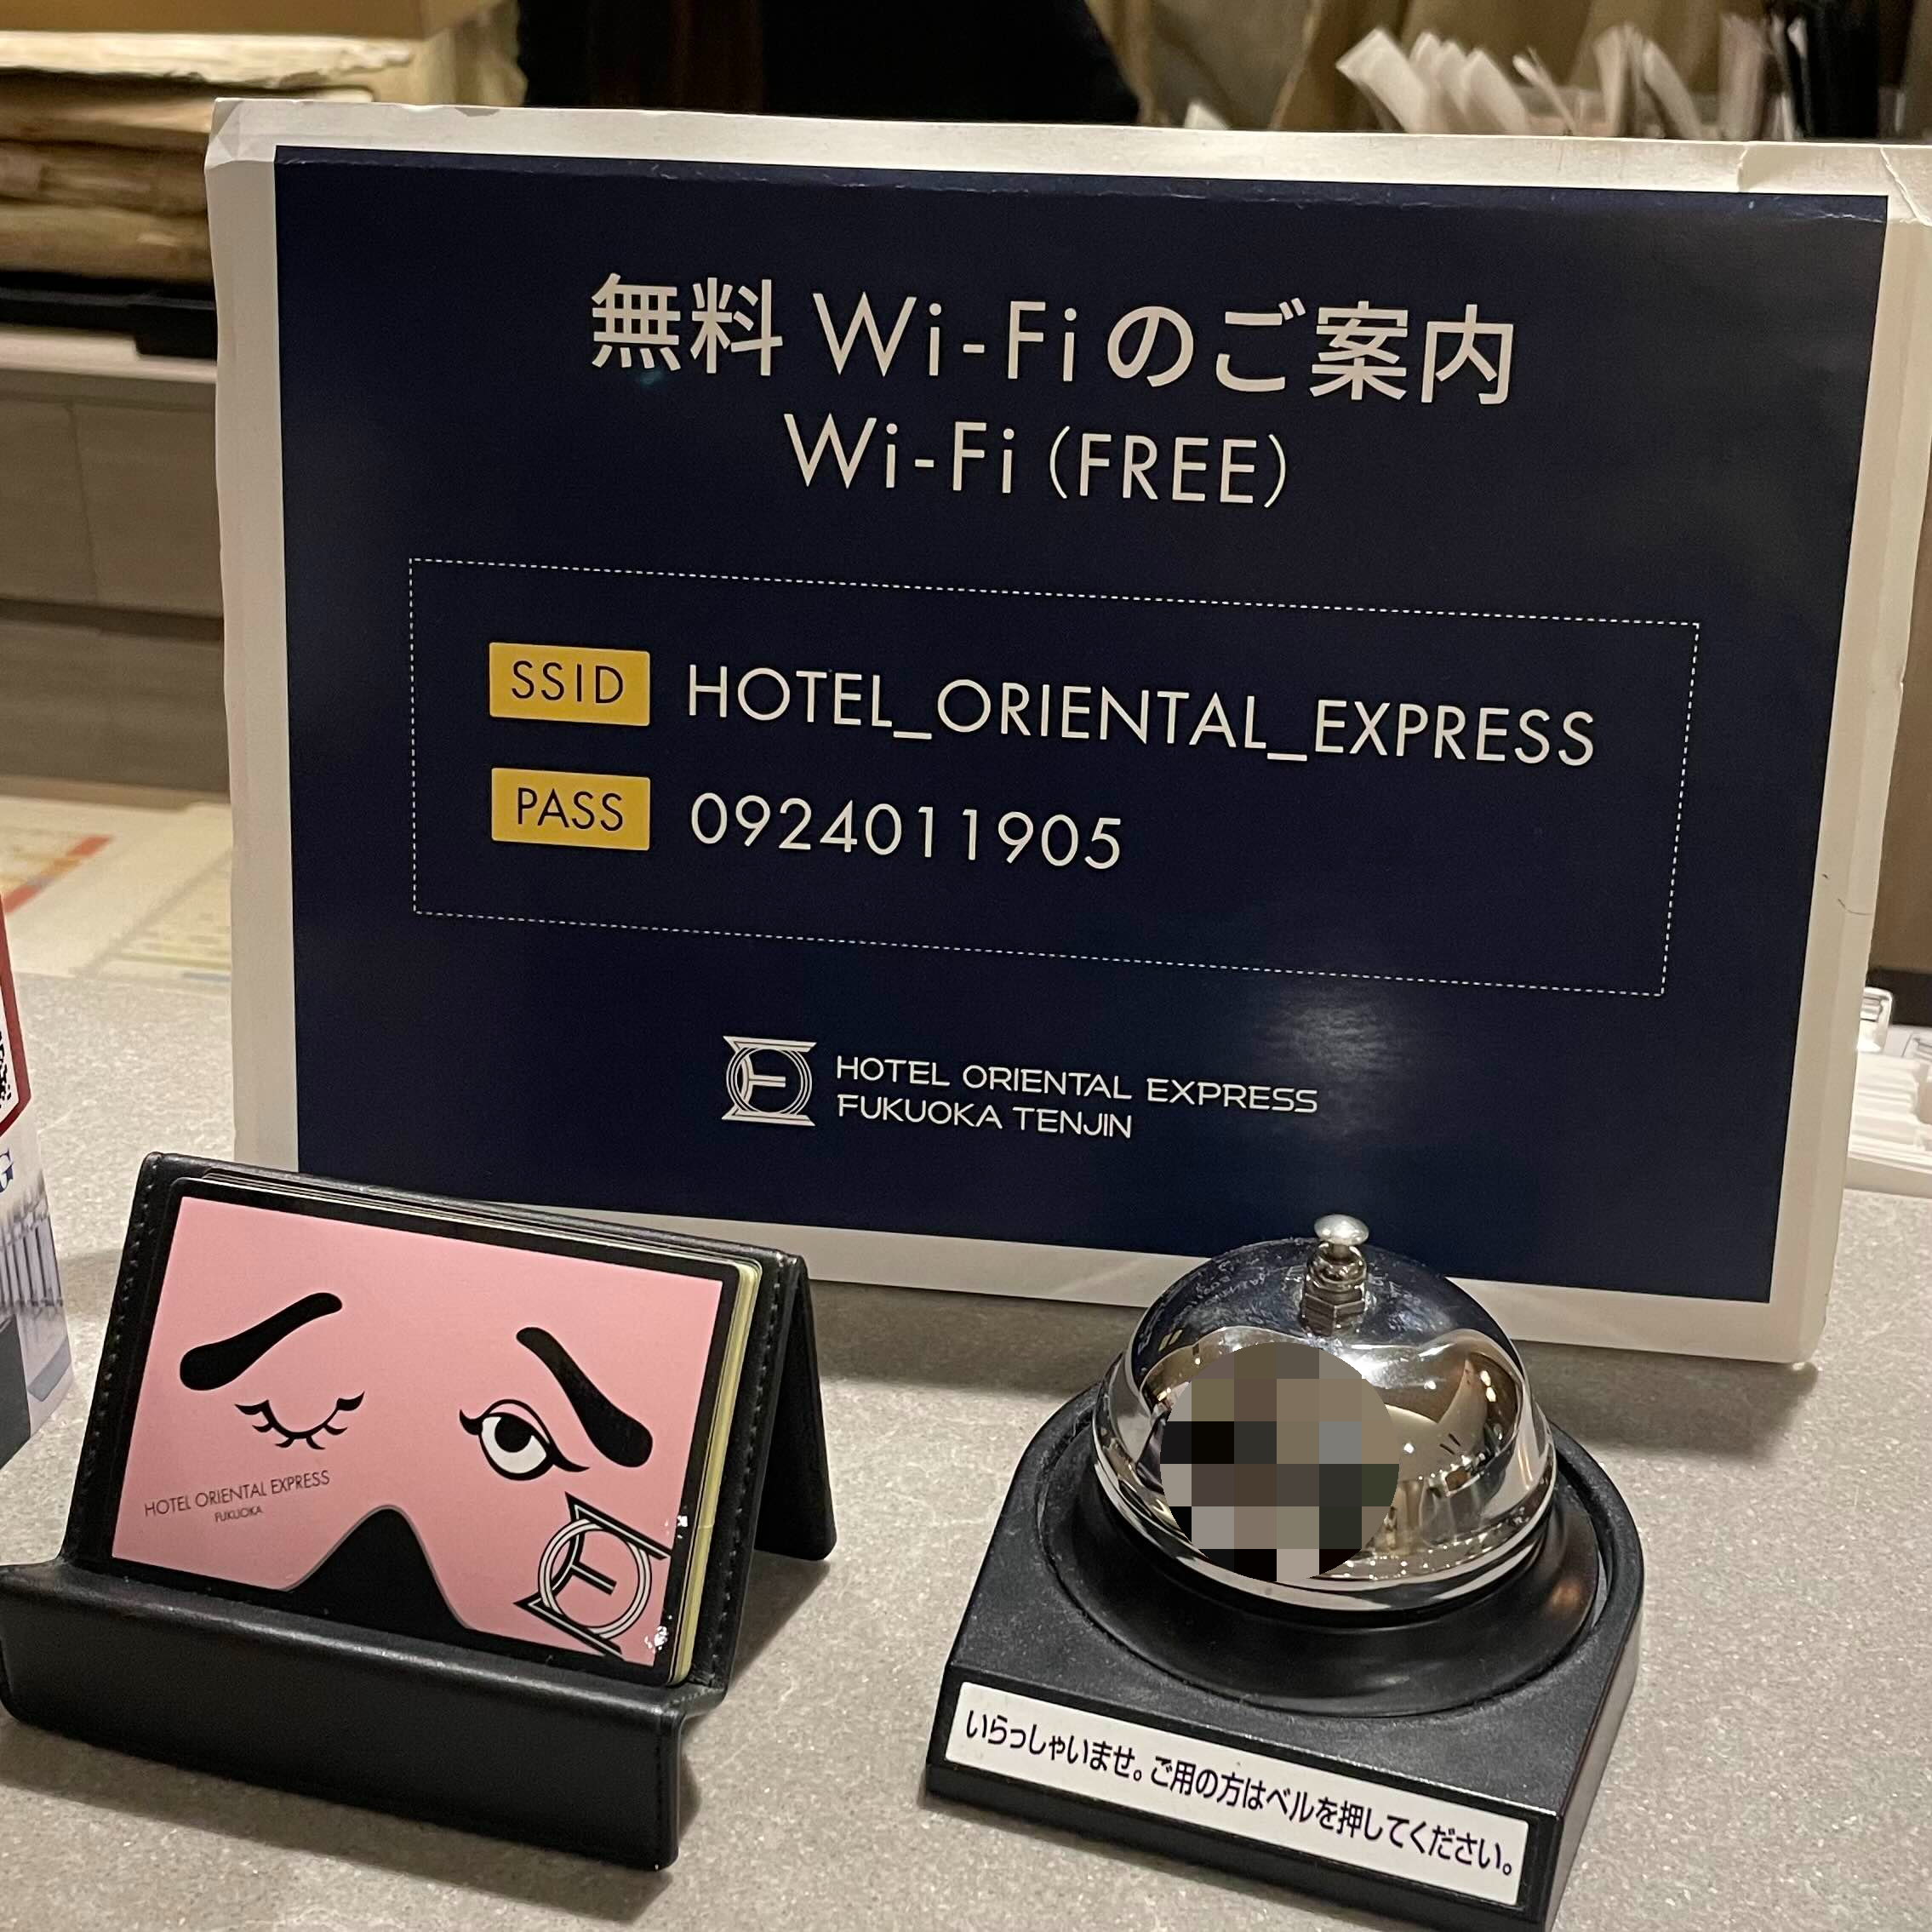 無料 Wi-Fiのご案内
Wi-Fi (FREE)
SSID HOTEL_ORIENTAL_EXPRESS
PASS 0924011905
HOTEL ORIENTAL EXPRESS
FUKUOKA TENJIN
HOTEL ORIENTAL EXPRESS
FUKUOKA
いらっしゃいませ。ご用の方はベルを押してください。
G